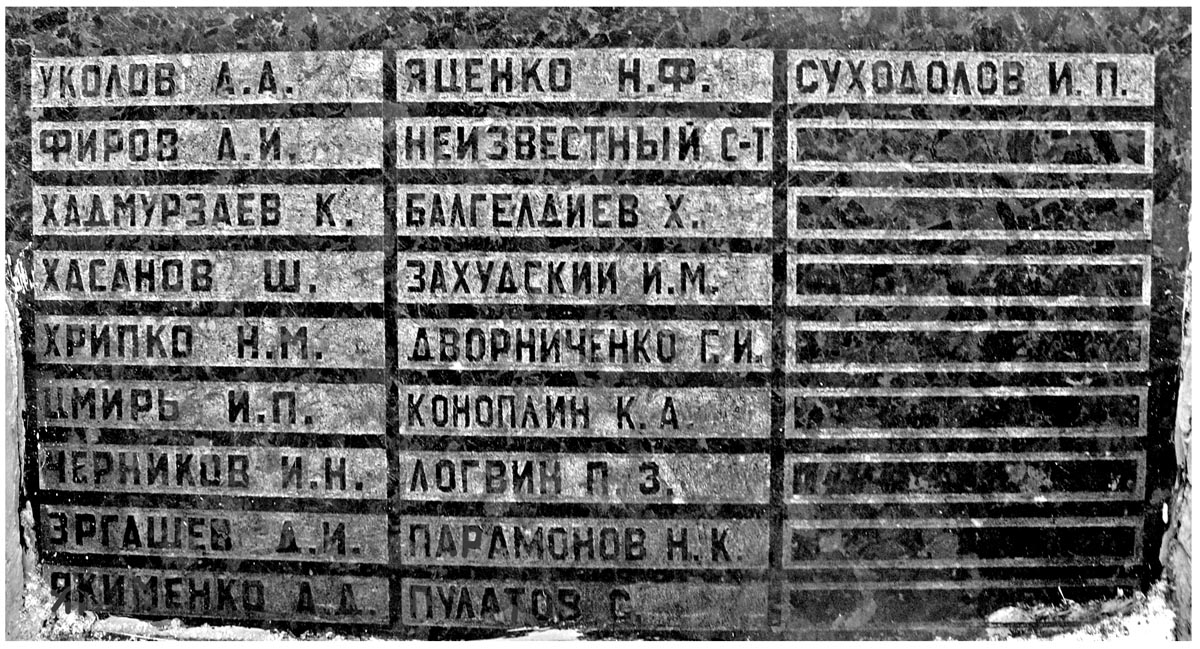 УКОЛОВ А.А.
ФИРОВ А.И.
ХАДМУРЗАЕВ К.
ХАСАНОВ Ш.
ХРИПКО Н.М.
ЦМИРЬ И.П.
ЧЕРНИКОВ И.Н.
ЭРГАШЕВ Д.И.
ЯКИМЕНКО А.Д.
ЯЦЕНКО Н.Ф.
НЕИЗВЕСТНЫЙ С-Т
БАЛГЕЛДИЕВ Х.
ЗАХУДСКИЙ И.М.
ДВОРНИЧЕНКО Г.И.
КОНОПЛИН К.А
ЛОГВИН П.З.
ПАРАМОНОВ Н.К.
ПУЛАТОВ С.
СУХОДОЛОВ И.П.